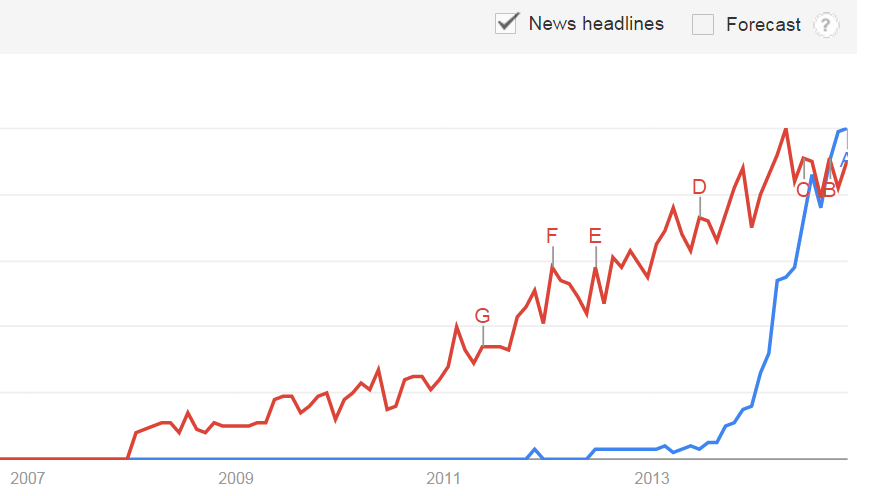 News headlines Forecast ?
A
D C B
F E
G
2007 2009 2011 2013